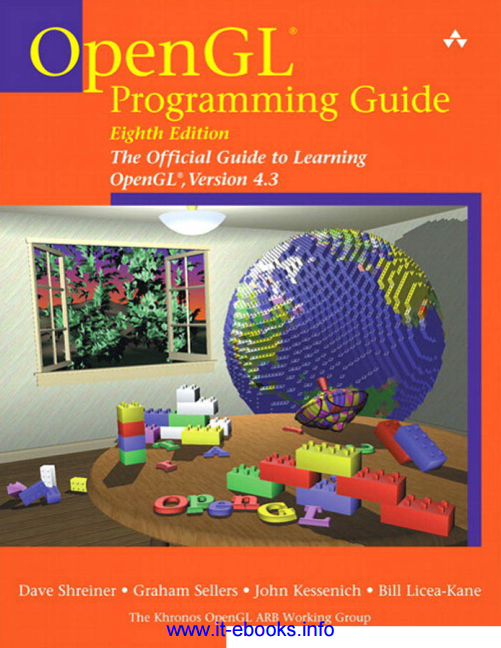 OpenGL®
Programming Guide
Eighth Edition
The Official Guide to Learning
OpenGL®, Version 4.3
OpenGL
Dave Shreiner • Graham Sellers • John Kessenich • Bill Licea-Kane
The Khronos OpenGL ARB Working Group
www.it-ebooks.info